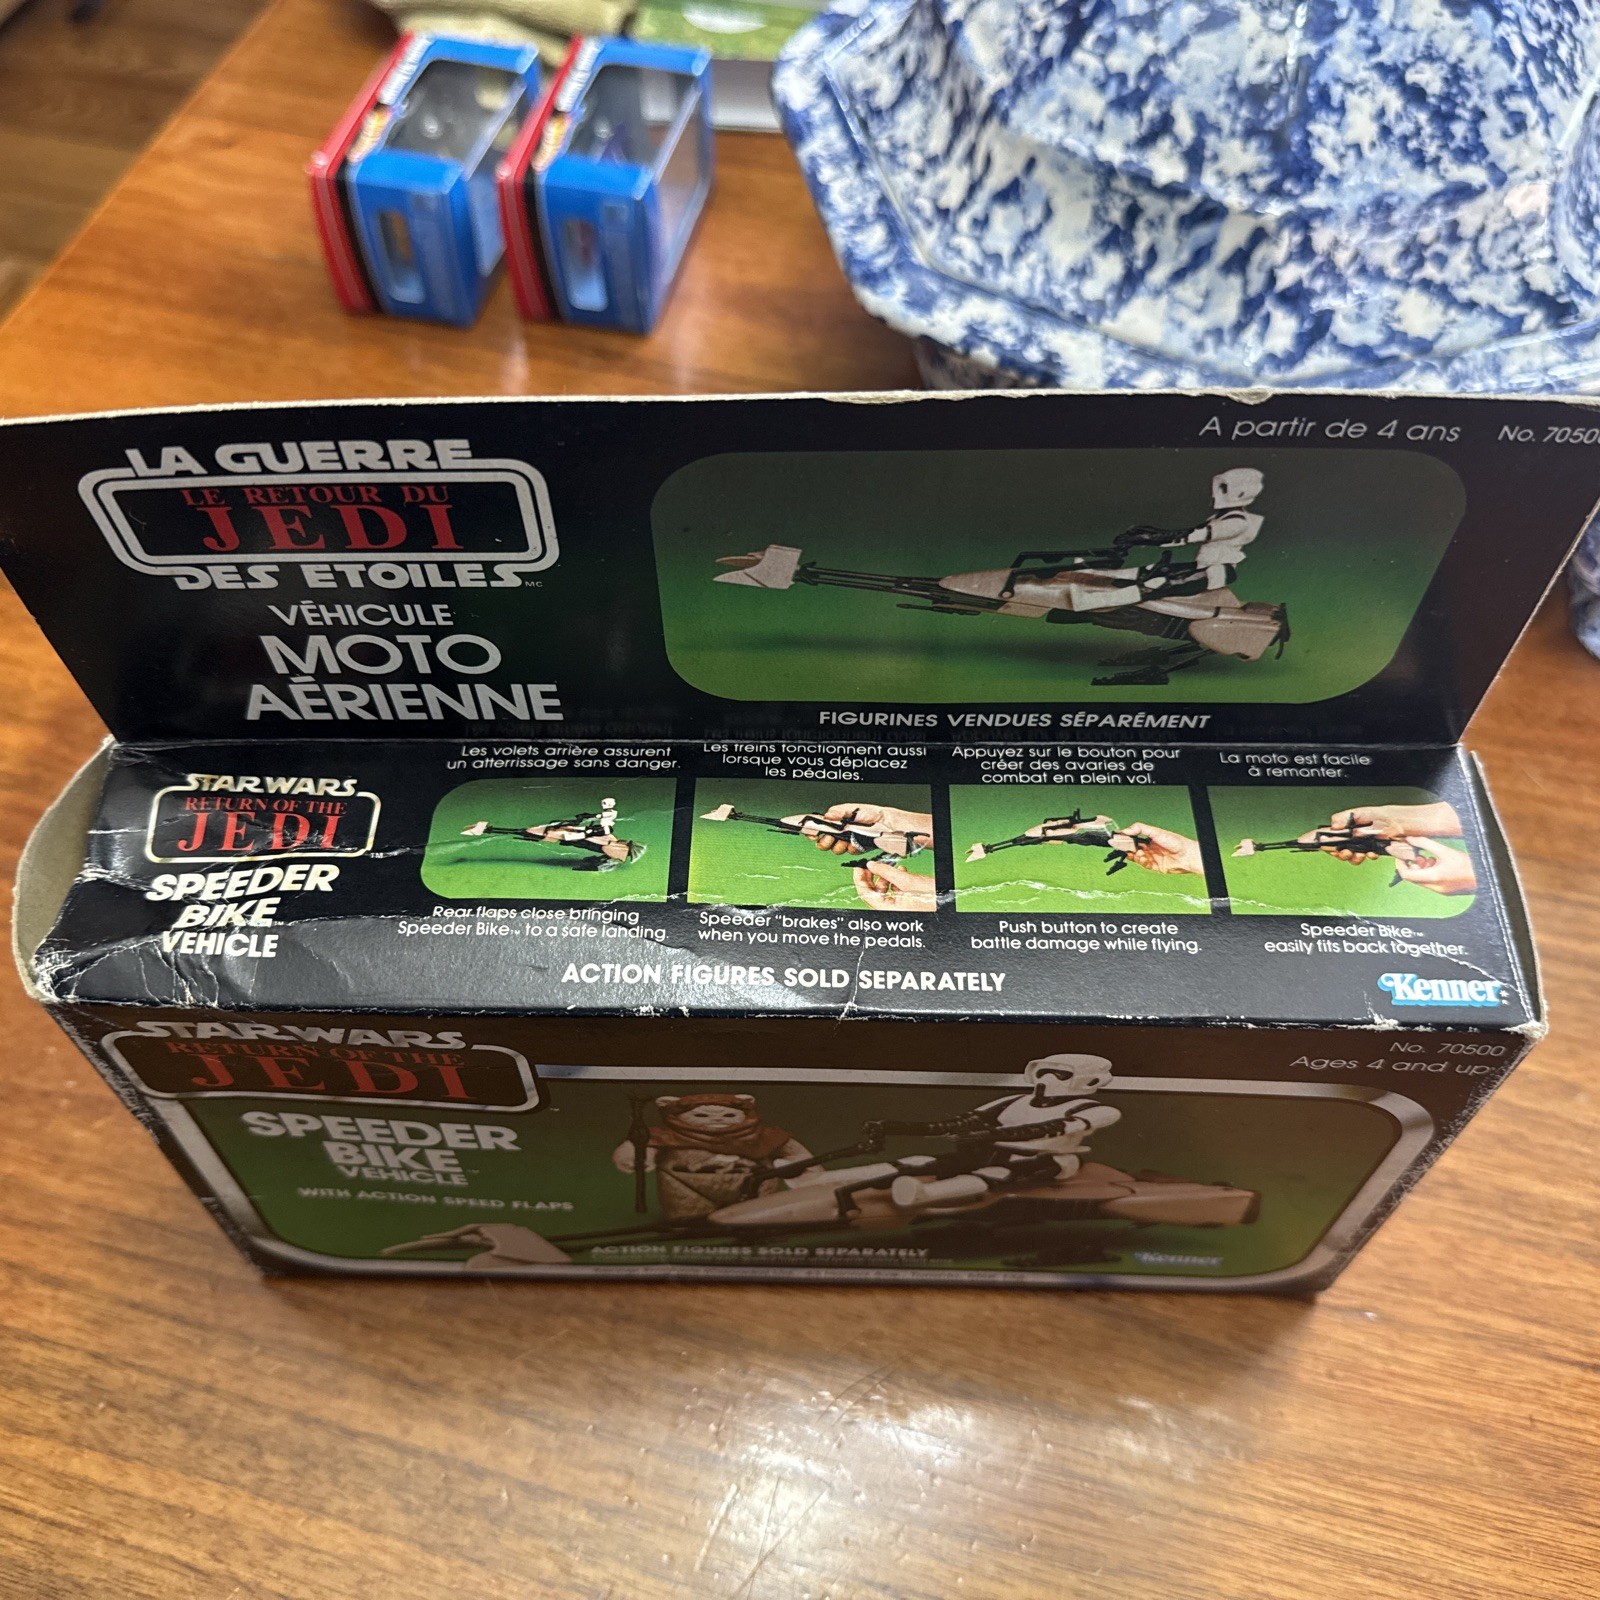 LA GUERRE
LE RETOUR DU
JEDI
DES ETOILES MC
VÉHICULE
MOTO
AÉRIENNE
A partir de 4 ans
No. 70500
FIGURINES VENDUES SÉPARÉMENT
Les volets arrière assurent
un atterrissage sans danger.
Les freins fonctionnent aussi
lorsque vous déplacez
les pédales.
Appuyez sur le bouton pour
créer des avaries de
combat en plein vol.
La moto est facile
à remonter.
STAR WARS
RETURN OF THE
JEDI TM
SPEEDER
BIKE TM
VEHICLE
Rear flaps close bringing
Speeder Bike™ to a safe landing.
Speeder "brakes" also work
when you move the pedals.
Push button to create
battle damage while flying.
Speeder Bike™
easily fits back together.
ACTION FIGURES SOLD SEPARATELY
Kenner
STAR WARS
RETURN OF THE
JEDI
No. 70500
Ages 4 and up
SPEEDER
BIKE
VEHICLE
WITH ACTION SPEED FLAPS
ACTION FIGURES SOLD SEPARATELY
Kenner